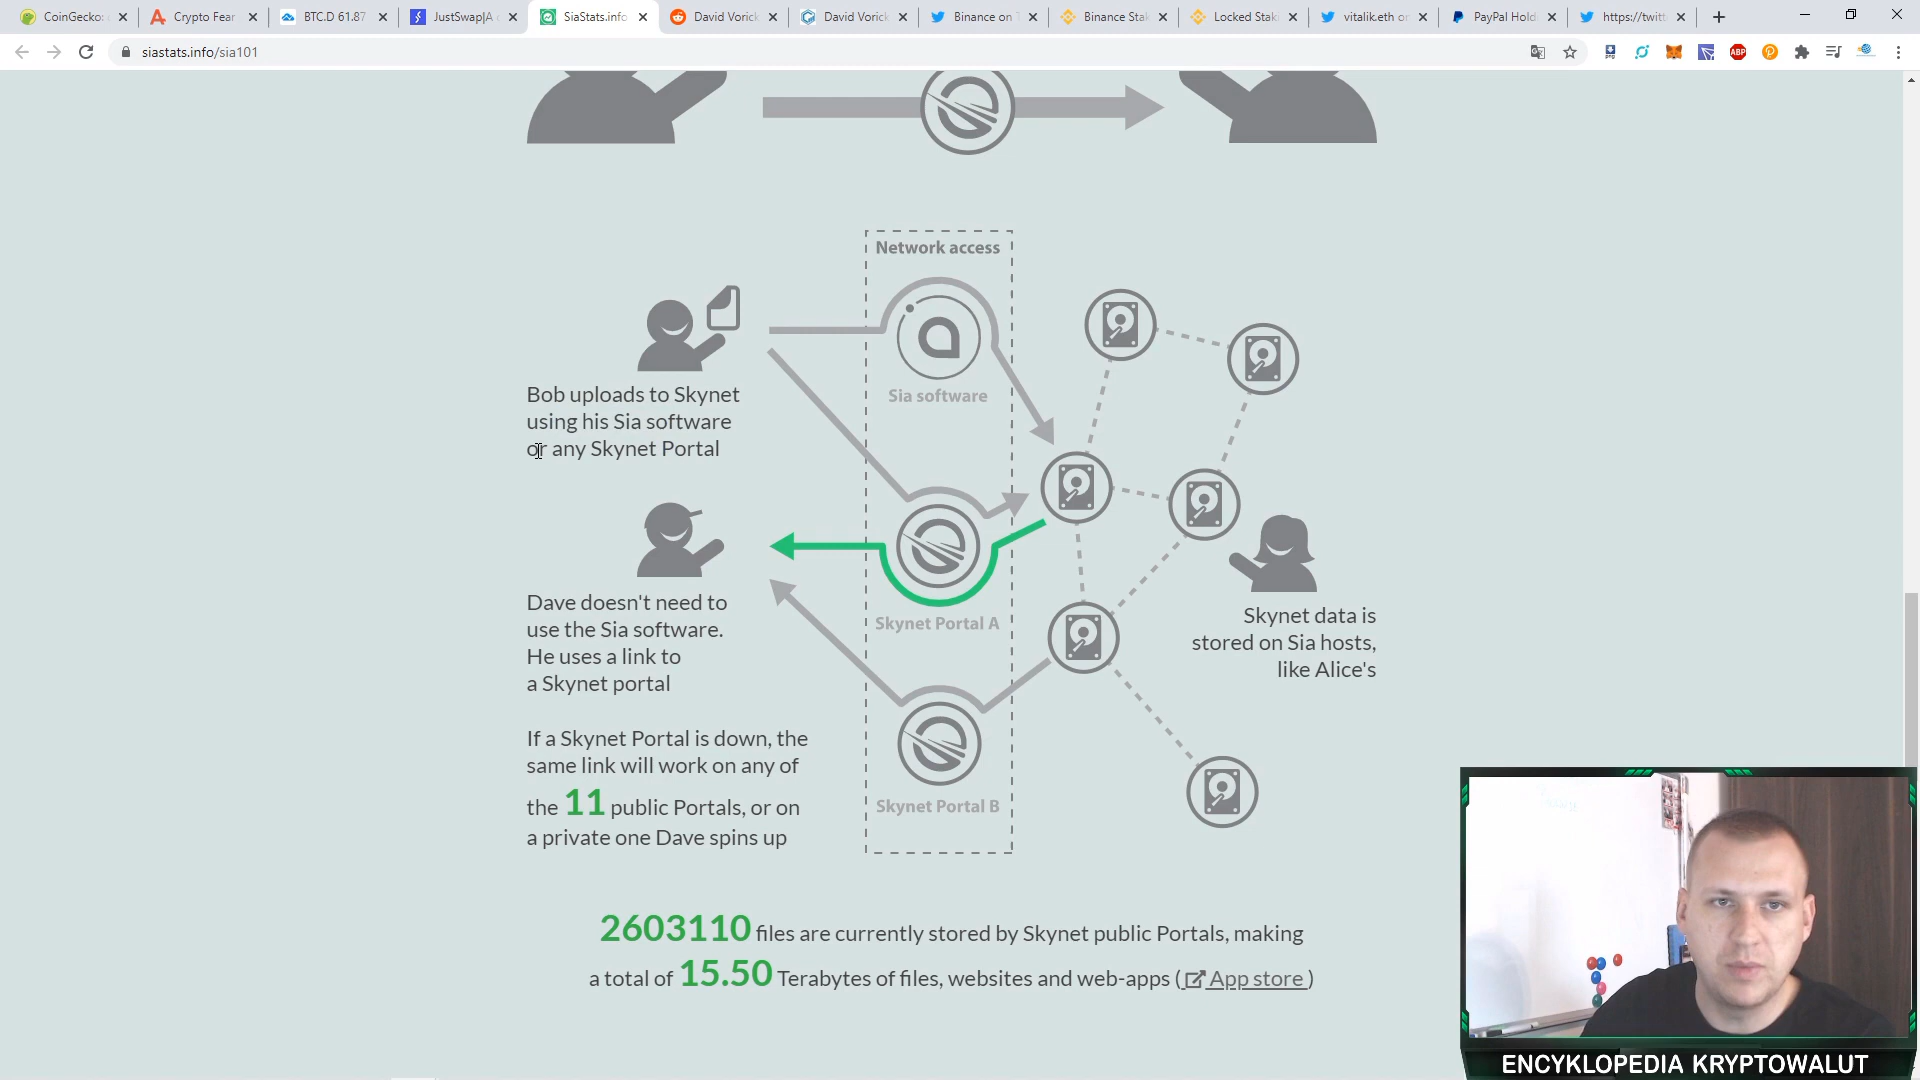 CoinGecko:
Crypto Fear
BTC.D 61.87
JustSwap|A
SiaStats.info
David Vorick
David Vorick
Binance on T
Binance Stak
Locked Stak
vitalik.eth on
PayPal Hold
https://twitt
siastats.info/sia101
Network access
Sia software
Bob uploads to Skynet
using his Sia software
or any Skynet Portal
Skynet Portal A
Dave doesn't need to
use the Sia software.
He uses a link to
a Skynet portal
Skynet data is
stored on Sia hosts,
like Alice's
If a Skynet Portal is down, the
same link will work on any of
the 11 public Portals, or on
a private one Dave spins up
Skynet Portal B
2603110 files are currently stored by Skynet public Portals, making
a total of 15.50 Terabytes of files, websites and web-apps ( App store )
ABP
ENCYKLOPEDIA KRYPTOWALUT